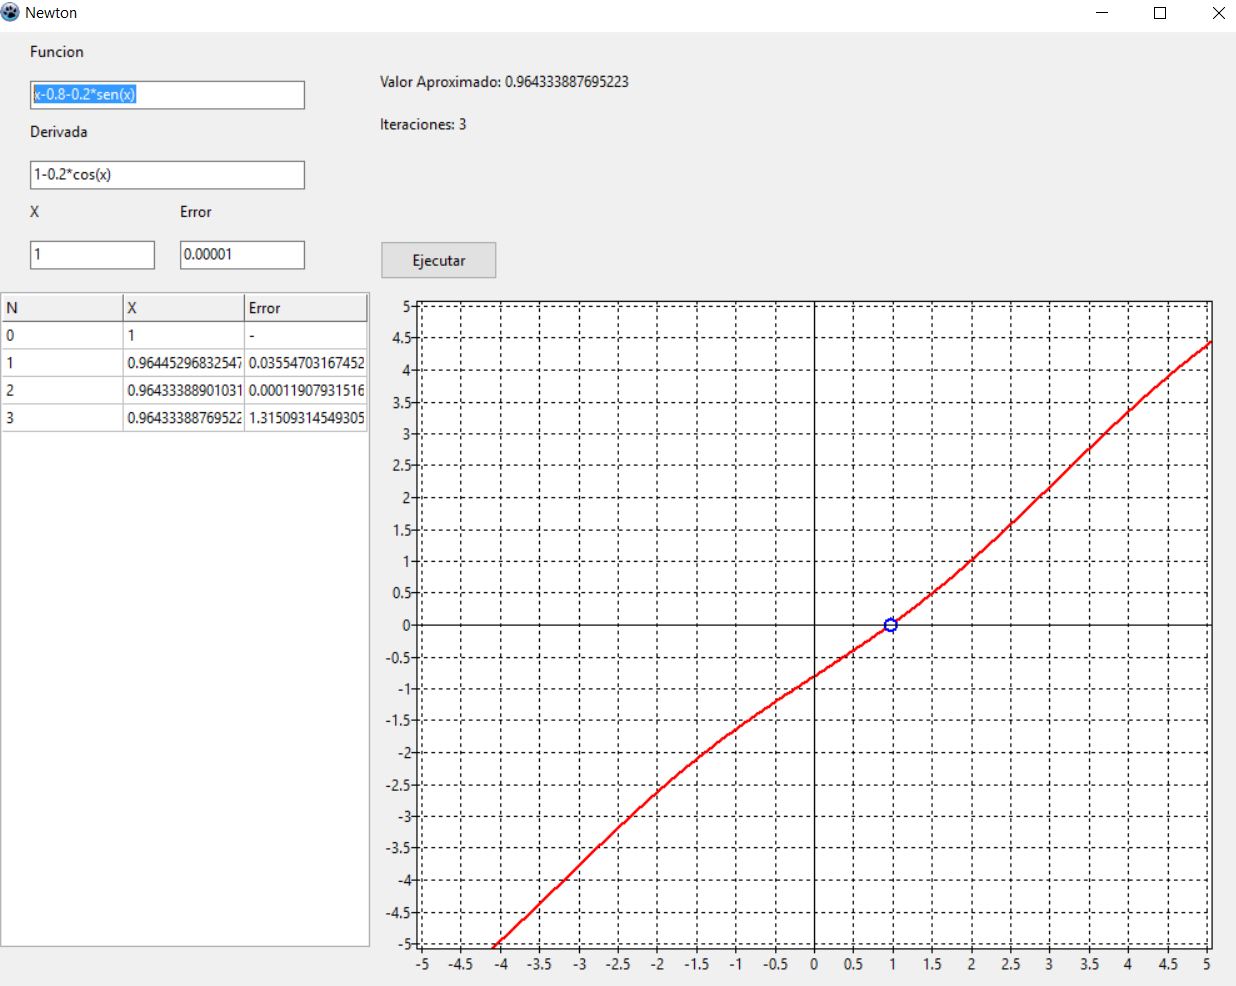 Newton
Funcion
x-0.8-0.2*sen(x)
Derivada
1-0.2*cos(x)
X Error
1 0.00001
Valor Aproximado: 0.964333887695223
Iteraciones: 3
Ejecutar
N X Error
0 1 -
1 0.96445296832547 0.03554703167452
2 0.96433388901031 0.00011907931516
3 0.96433388769522 1.31509314549305
5
4.5
4
3.5
3
2.5
2
1.5
1
0.5
0
-0.5
-1
-1.5
-2
-2.5
-3
-3.5
-4
-4.5
-5
-5 -4.5 -4 -3.5 -3 -2.5 -2 -1.5 -1 -0.5 0 0.5 1 1.5 2 2.5 3 3.5 4 4.5 5